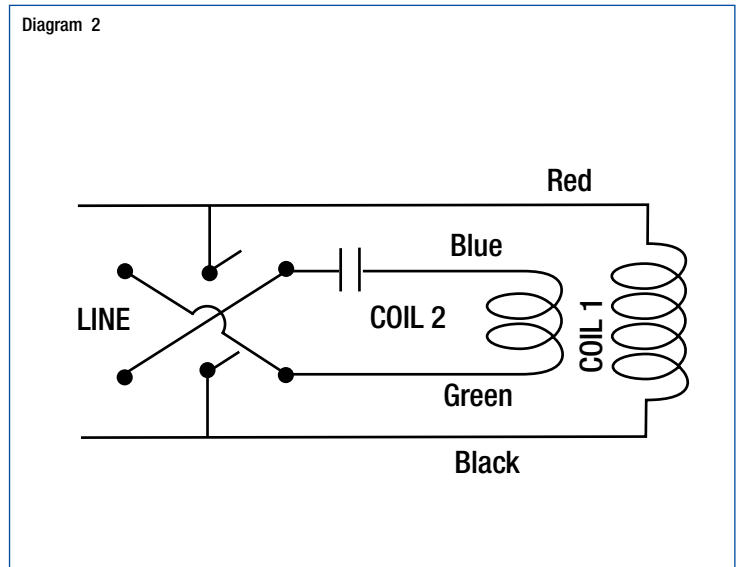 Diagram 2
Red
Blue
LINE
COIL 2
COIL 1
Green
Black